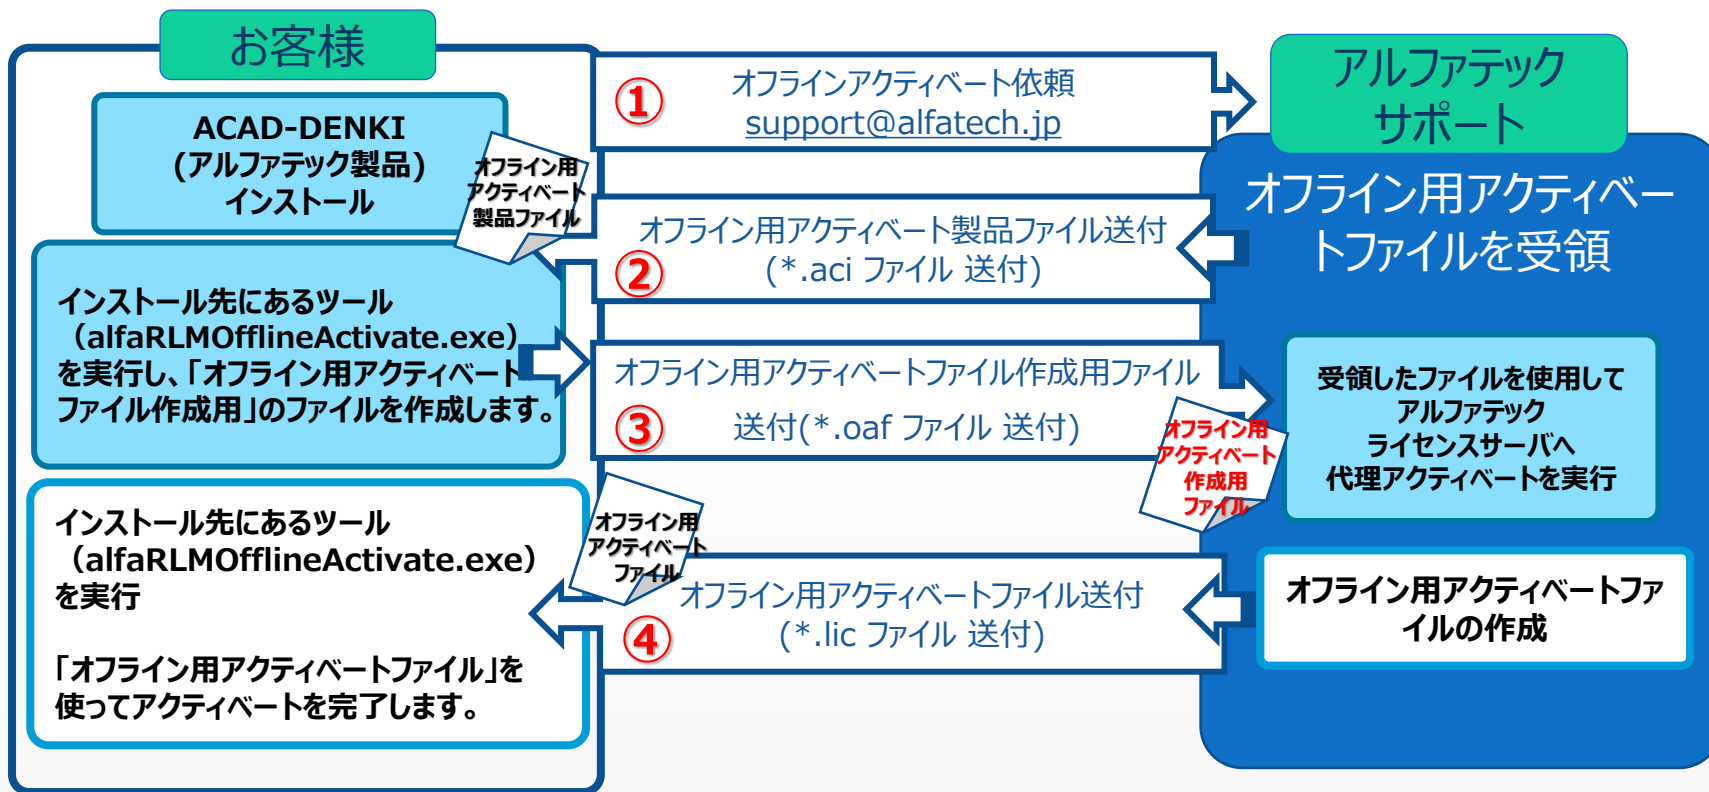 お客様
ACAD-DENKI
(アルファテック製品)
インストール
オフライン用
アクティベート
製品ファイル
インストール先にあるツール
（alfaRLMOfflineActivate.exe）
を実行し、「オフライン用アクティベート
ファイル作成用」のファイルを作成します。
インストール先にあるツール
（alfaRLMOfflineActivate.exe）
を実行
「オフライン用アクティベートファイル」を
使ってアクティベートを完了します。
①
オフラインアクティベート依頼
support@alfatech.jp
オフライン用アクティベート製品ファイル送付
②
(*.aci ファイル 送付)
オフライン用アクティベートファイル作成用ファイル
③
送付(*.oaf ファイル 送付)
オフライン用
アクティベート
作成用
ファイル
オフライン用
アクティベート
ファイル
オフライン用アクティベートファイル送付
④
(*.lic ファイル 送付)
アルファテック
サポート
オフライン用アクティベー
トファイルを受領
受領したファイルを使用して
アルファテック
ライセンスサーバへ
代理アクティベートを実行
オフライン用アクティベートファ
イルの作成